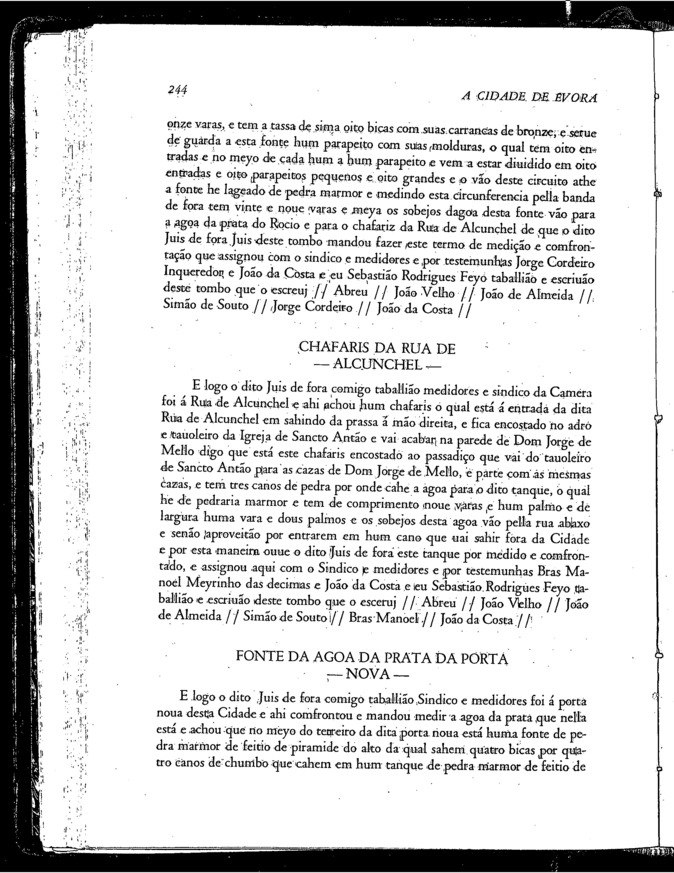 244
A CIDADE DE EVORA
onze varas, e tem a tassa de sima oito bicas com suas carrancas de bronze, e serue
de guarda a esta fonte hum parapeito com suas molduras, o qual tem oito en-
tradas e no meyo de cada hum a hum parapeito e vem a estar diuidido em oito
entradas e oito parapeitos pequenos e oito grandes e o vão deste circuito athe
a fonte he lageado de pedra marmor e medindo esta circunferencia pella banda
de fora tem vinte e noue varas e meya os sobejos dagoa desta fonte vão para
a agoa da prata do Rocio e para o chafariz da Rua de Alcunchel de que o dito
Juis de fora Juis deste tombo mandou fazer este termo de medição e comfron-
tação que assignou com o sindico e medidores e por testemunhas Jorge Cordeiro
Inqueredor e João da Costa e eu Sebastião Rodrigues Feyo taballião e escriuão
deste tombo que o escreuj // Abreu // João Velho // João de Almeida //
Simão de Souto // Jorge Cordeiro // João da Costa //
CHAFARIS DA RUA DE
— ALCUNCHEL —
E logo o dito Juis de fora comigo taballião medidores e sindico da Camera
foi á Rua de Alcunchel e ahi achou hum chafaris o qual está á entrada da dita
Rua de Alcunchel em sahindo da prassa á mão direita, e fica encostado no adro
e tauoleiro da Igreja de Sancto Antão e vai acabar na parede de Dom Jorge de
Mello digo que está este chafaris encostado ao passadiço que vai do tauoleiro
de Sancto Antão para as cazas de Dom Jorge de Mello, e parte com as mesmas
cazas, e tem tres canos de pedra por onde cahe a agoa para o dito tanque, o qual
he de pedraria marmor e tem de comprimento noue varas e hum palmo e de
largura huma vara e dous palmos e os sobejos desta agoa vão pella rua abaxo
e senão aproveitão por entrarem em hum cano que uai sahir fora da Cidade
e por esta maneira ouue o dito Juis de fora este tanque por medido e comfron-
tado, e assignou aqui com o Sindico e medidores e por testemunhas Bras Ma-
noel Meyrinho das decimas e João da Costa e eu Sebastião Rodrigues Feyo ta-
ballião e escriuão deste tombo que o esceruj // Abreu // João Velho // João
de Almeida // Simão de Souto // Bras Manoel // João da Costa //
FONTE DA AGOA DA PRATA DA PORTA
— NOVA —
E logo o dito Juis de fora comigo taballião Sindico e medidores foi á porta
noua desta Cidade e ahi comfrontou e mandou medir a agoa da prata que nella
está e achou que no meyo do terreiro da dita porta noua está huma fonte de pe-
dra marmor de feitio de piramide do alto da qual sahem quatro bicas por qua-
tro canos de chumbo que cahem em hum tanque de pedra marmor de feitio de